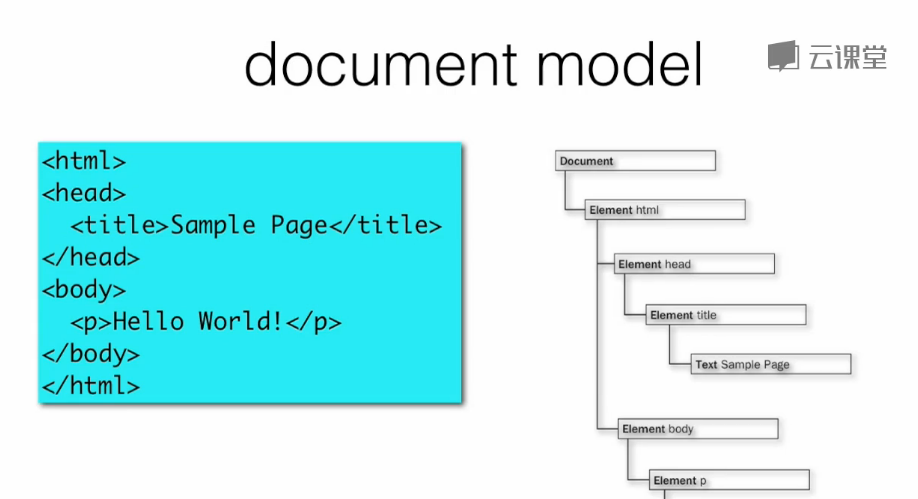 document model
云课堂
<html>
<head>
  <title>Sample Page</title>
</head>
<body>
  <p>Hello World!</p>
</body>
</html>
Document
Element html
Element head
Element title
Text Sample Page
Element body
Element p